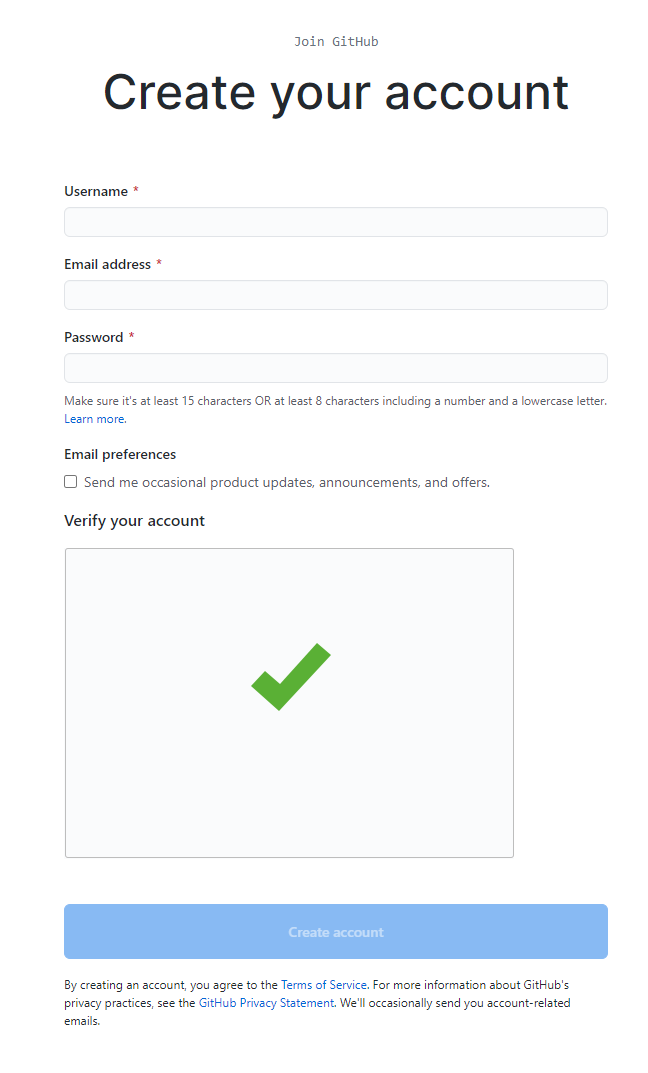 Join GitHub
Create your account
Username *
Email address *
Password *
Make sure it's at least 15 characters OR at least 8 characters including a number and a lowercase letter.
Learn more.
Email preferences
Send me occasional product updates, announcements, and offers.
Verify your account
Create account
By creating an account, you agree to the Terms of Service. For more information about GitHub's
privacy practices, see the GitHub Privacy Statement. We'll occasionally send you account-related
emails.